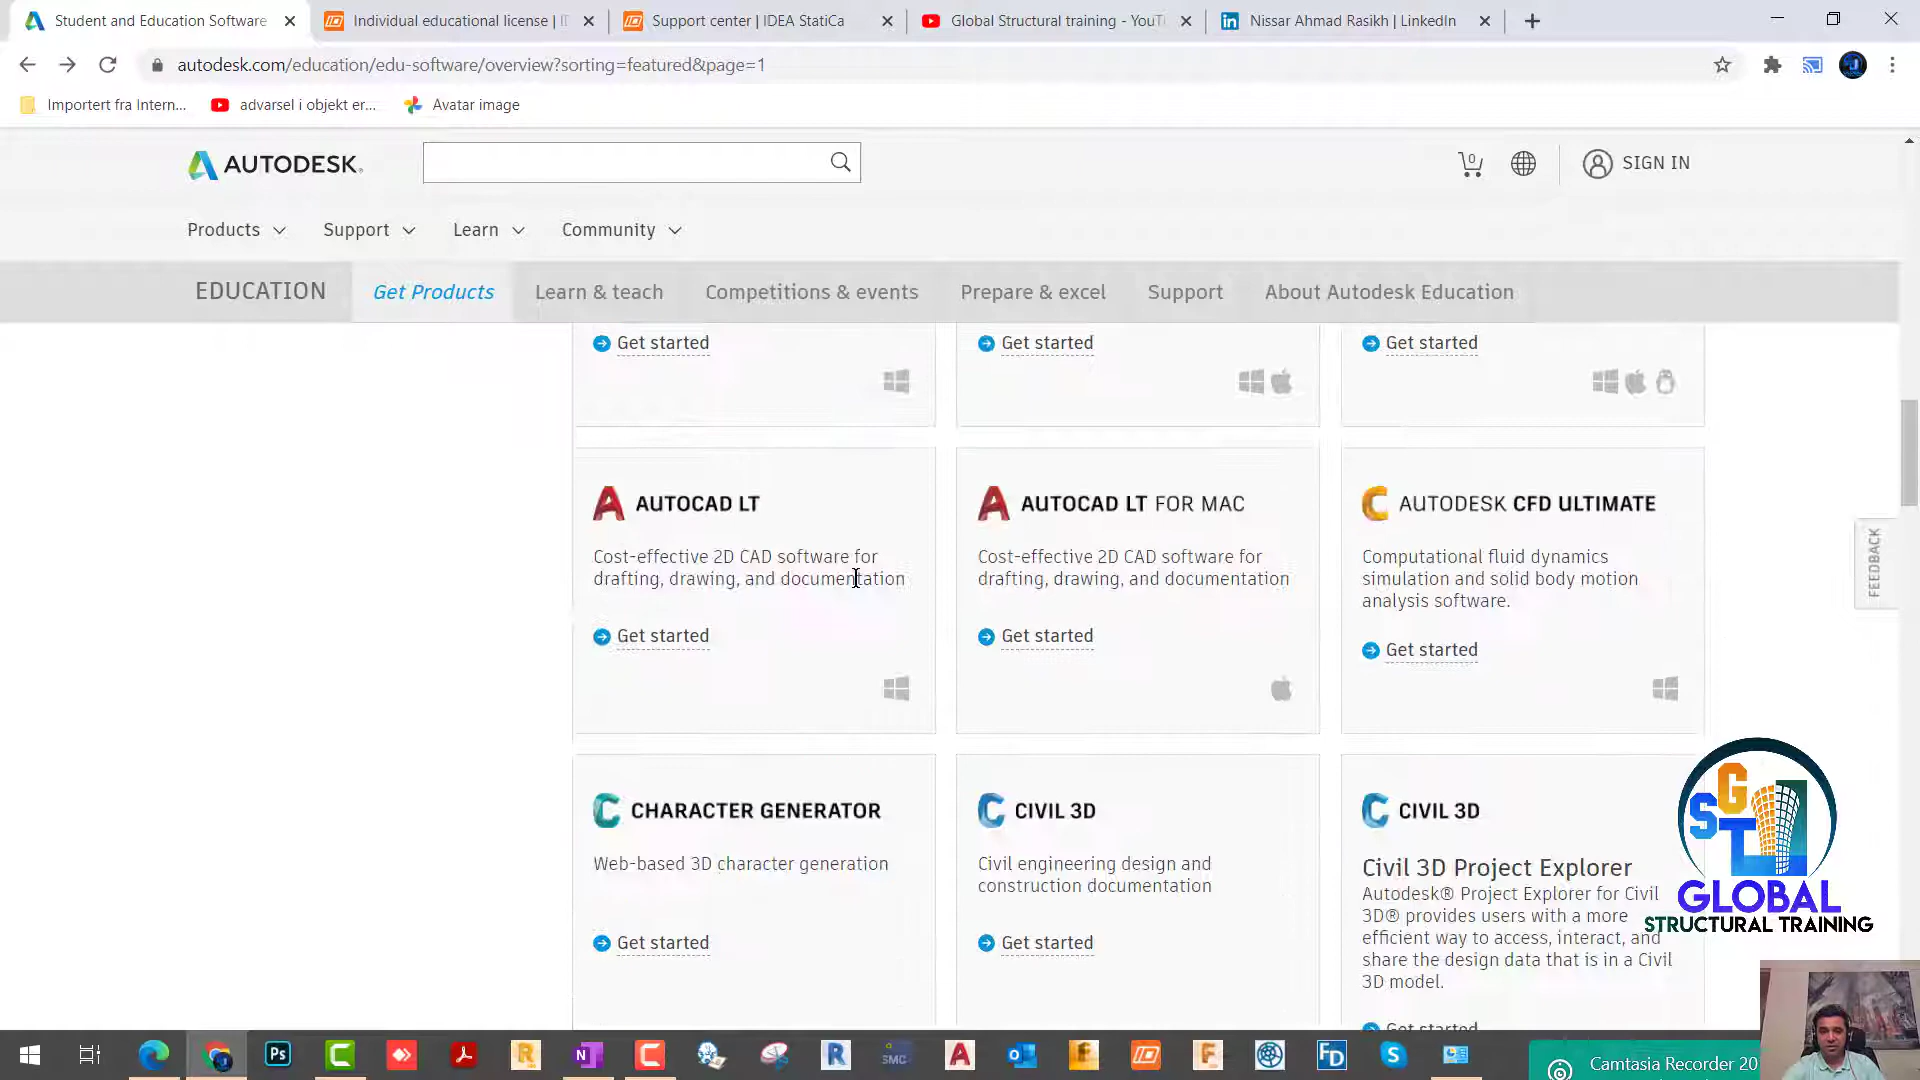 Student and Education Software
Individual educational license | ID
Support center | IDEA StatiCa
Global Structural training - YouT
Nissar Ahmad Rasikh | LinkedIn
autodesk.com/education/edu-software/overview?sorting=featured&page=1
Importert fra Intern...
advarsel i objekt er...
Avatar image
AUTODESK.
0
SIGN IN
Products
Support
Learn
Community
EDUCATION
Get Products
Learn & teach
Competitions & events
Prepare & excel
Support
About Autodesk Education
Get started
Get started
Get started
AUTOCAD LT
Cost-effective 2D CAD software for
drafting, drawing, and documentation
Get started
AUTOCAD LT FOR MAC
Cost-effective 2D CAD software for
drafting, drawing, and documentation
Get started
AUTODESK CFD ULTIMATE
Computational fluid dynamics
simulation and solid body motion
analysis software.
Get started
FEEDBACK
CHARACTER GENERATOR
Web-based 3D character generation
Get started
CIVIL 3D
Civil engineering design and
construction documentation
Get started
CIVIL 3D
Civil 3D Project Explorer
Autodesk® Project Explorer for Civil
3D® provides users with a more
efficient way to access, interact, and
share the design data that is in a Civil
3D model.
Get started
SGT
GLOBAL
STRUCTURAL TRAINING
Ps
SMC
FD
Camtasia Recorder 20